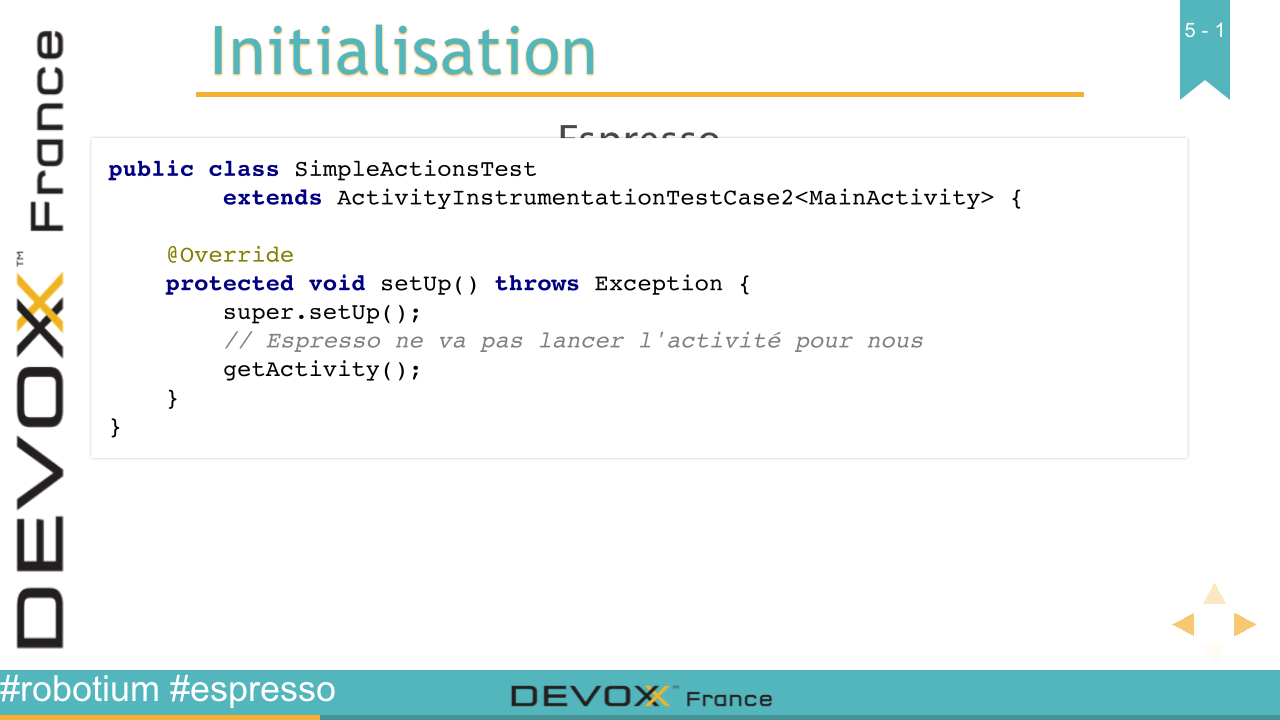 Initialisation
5 - 1
Espresso
public class SimpleActionsTest
        extends ActivityInstrumentationTestCase2<MainActivity> {

    @Override
    protected void setUp() throws Exception {
        super.setUp();
        // Espresso ne va pas lancer l'activité pour nous
        getActivity();
    }
}
DEVOXX™ France
#robotium #espresso
DEVOXX™ France